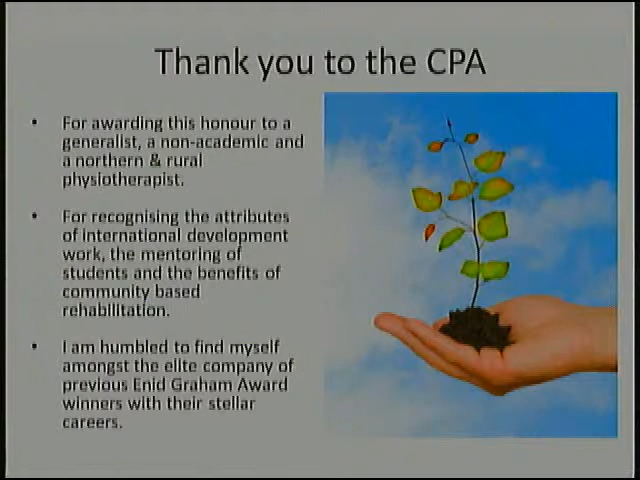 Thank you to the CPA
• For awarding this honour to a
generalist, a non-academic and
a northern & rural
physiotherapist.
• For recognising the attributes
of international development
work, the mentoring of
students and the benefits of
community based
rehabilitation.
• I am humbled to find myself
amongst the elite company of
previous Enid Graham Award
winners with their stellar
careers.